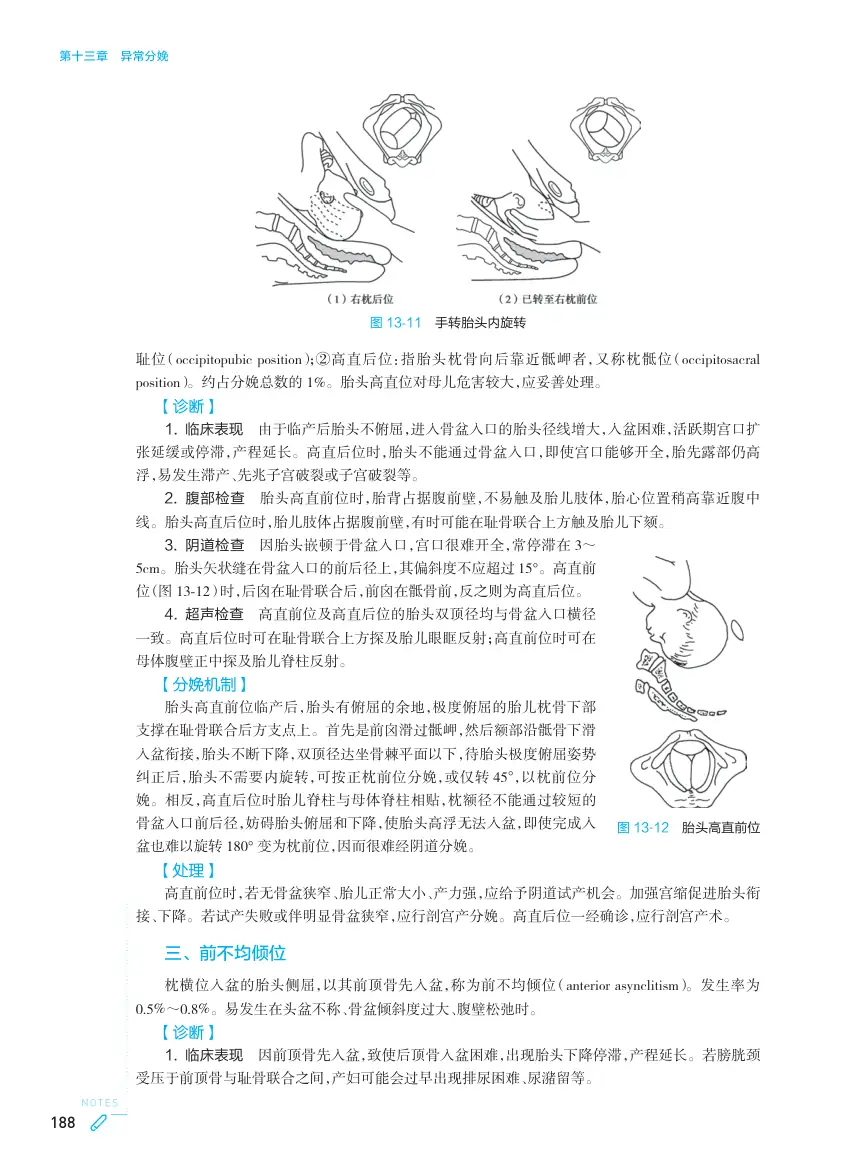 第十三章　异常分娩
（1）右枕后位
（2）已转至右枕前位
图 13-11　手转胎头内旋转
耻位（occipitopubic position）；②高直后位：指胎头枕骨向后靠近骶岬者，又称枕骶位（occipitosacral
position）。约占分娩总数的 1%。胎头高直位对母儿危害较大，应妥善处理。
【诊断】
1. 临床表现　由于临产后胎头不俯屈，进入骨盆入口的胎头径线增大，入盆困难，活跃期宫口扩
张延缓或停滞，产程延长。高直后位时，胎头不能通过骨盆入口，即使宫口能够开全，胎先露部仍高
浮，易发生滞产、先兆子宫破裂或子宫破裂等。
2. 腹部检查　胎头高直前位时，胎背占据腹前壁，不易触及胎儿肢体，胎心位置稍高靠近腹中
线。胎头高直后位时，胎儿肢体占据腹前壁，有时可能在耻骨联合上方触及胎儿下颏。
3. 阴道检查　因胎头嵌顿于骨盆入口，宫口很难开全，常停滞在 3～
5cm。胎头矢状缝在骨盆入口的前后径上，其偏斜度不应超过 15°。高直前
位（图 13-12）时，后囟在耻骨联合后，前囟在骶骨前，反之则为高直后位。
4. 超声检查　高直前位及高直后位的胎头双顶径均与骨盆入口横径
一致。高直后位时可在耻骨联合上方探及胎儿眼眶反射；高直前位时可在
母体腹壁正中探及胎儿脊柱反射。
【分娩机制】
胎头高直前位临产后，胎头有俯屈的余地，极度俯屈的胎儿枕骨下部
支撑在耻骨联合后方支点上。首先是前囟滑过骶岬，然后额部沿骶骨下滑
入盆衔接，胎头不断下降，双顶径达坐骨棘平面以下，待胎头极度俯屈姿势
纠正后，胎头不需要内旋转，可按正枕前位分娩，或仅转 45°，以枕前位分
娩。相反，高直后位时胎儿脊柱与母体脊柱相贴，枕额径不能通过较短的
骨盆入口前后径，妨碍胎头俯屈和下降，使胎头高浮无法入盆，即使完成入
盆也难以旋转 180° 变为枕前位，因而很难经阴道分娩。
图 13-12　胎头高直前位
【处理】
高直前位时，若无骨盆狭窄、胎儿正常大小、产力强，应给予阴道试产机会。加强宫缩促进胎头衔
接、下降。若试产失败或伴明显骨盆狭窄，应行剖宫产分娩。高直后位一经确诊，应行剖宫产术。
三、前不均倾位
枕横位入盆的胎头侧屈，以其前顶骨先入盆，称为前不均倾位（anterior asynclitism）。发生率为
0.5%～0.8%。易发生在头盆不称、骨盆倾斜度过大、腹壁松弛时。
【诊断】
1. 临床表现　因前顶骨先入盆，致使后顶骨入盆困难，出现胎头下降停滞，产程延长。若膀胱颈
受压于前顶骨与耻骨联合之间，产妇可能会过早出现排尿困难、尿潴留等。
NOTES
188